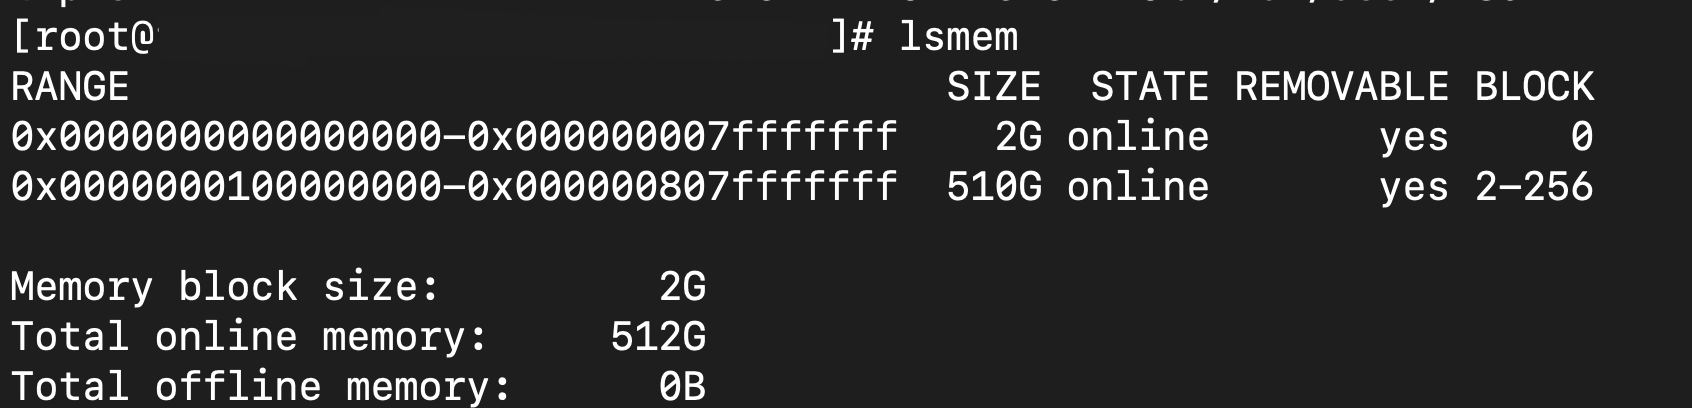 [root@ ]# lsmem
RANGE SIZE STATE REMOVABLE BLOCK
0x0000000000000000-0x000000007fffffff 2G online yes 0
0x0000000100000000-0x000000807fffffff 510G online yes 2-256
Memory block size: 2G
Total online memory: 512G
Total offline memory: 0B